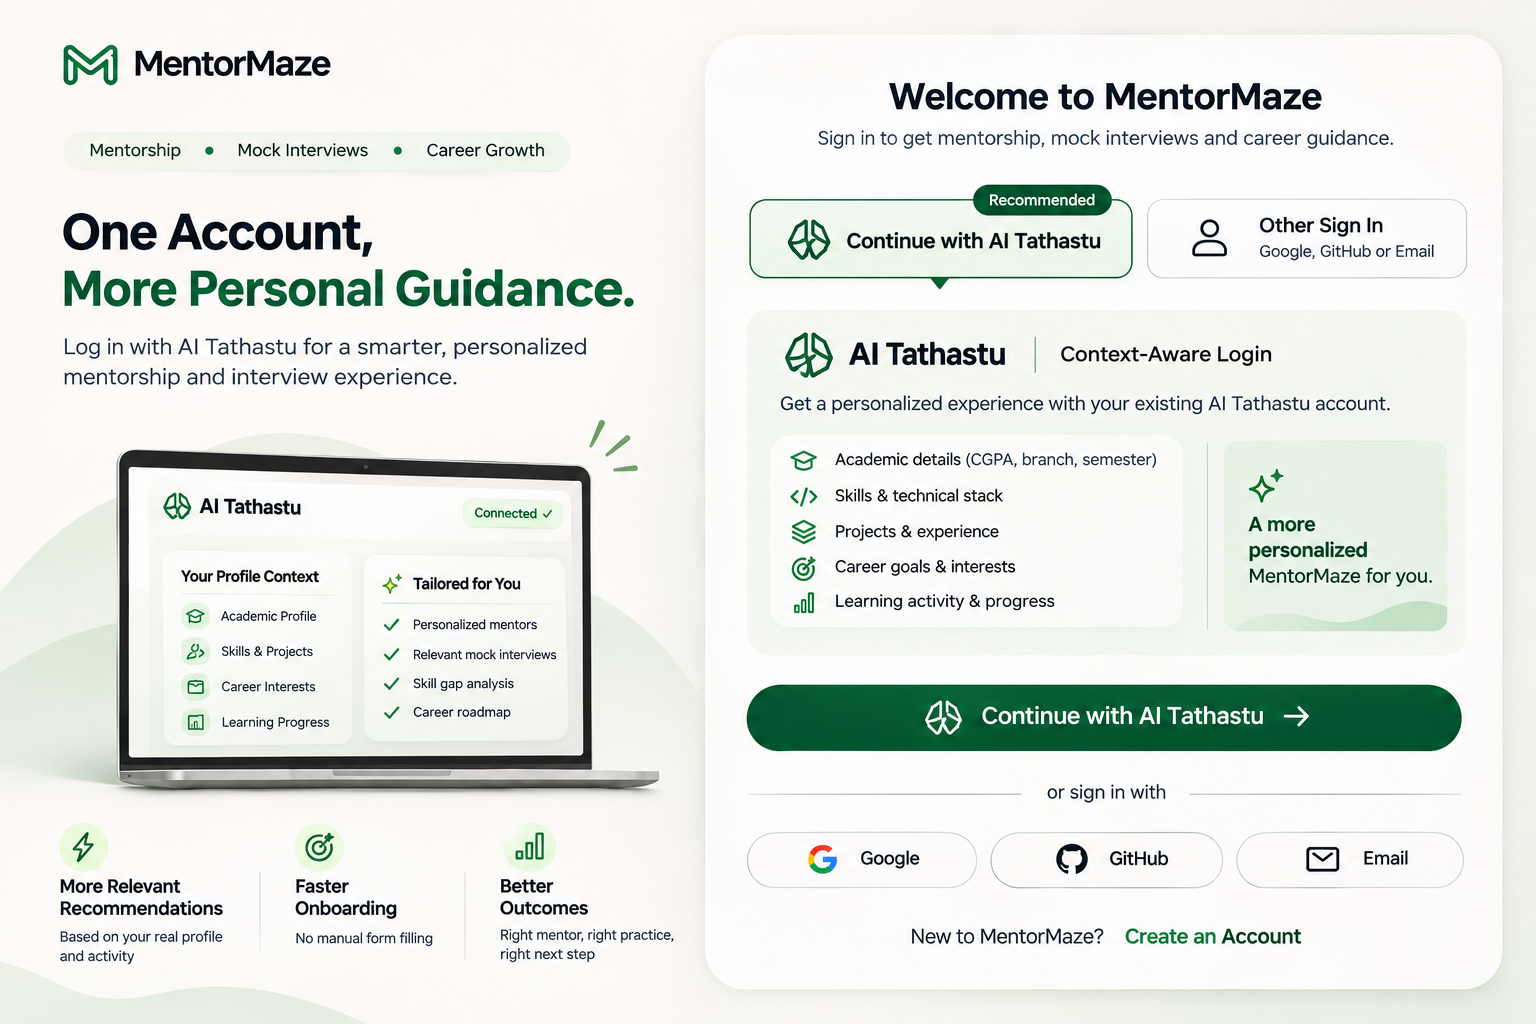 MentorMaze
Mentorship • Mock Interviews • Career Growth
One Account,
More Personal Guidance.
Log in with AI Tathastu for a smarter, personalized
mentorship and interview experience.
AI Tathastu
Connected ✓
Your Profile Context
Academic Profile
Skills & Projects
Career Interests
Learning Progress
Tailored for You
Personalized mentors
Relevant mock interviews
Skill gap analysis
Career roadmap
More Relevant
Recommendations
Based on your real profile
and activity
Faster
Onboarding
No manual form filling
Better
Outcomes
Right mentor, right practice,
right next step
Welcome to MentorMaze
Sign in to get mentorship, mock interviews and career guidance.
Recommended
Continue with AI Tathastu
Other Sign In
Google, GitHub or Email
AI Tathastu | Context-Aware Login
Get a personalized experience with your existing AI Tathastu account.
Academic details (CGPA, branch, semester)
Skills & technical stack
Projects & experience
Career goals & interests
Learning activity & progress
A more
personalized
MentorMaze for you.
Continue with AI Tathastu →
or sign in with
Google
GitHub
Email
New to MentorMaze? Create an Account